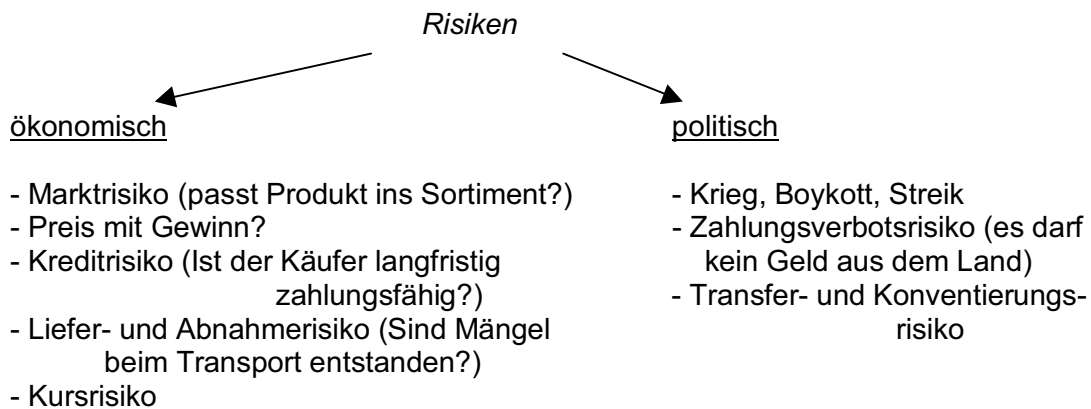 Risiken
ökonomisch
- Marktrisiko (passt Produkt ins Sortiment?)
- Preis mit Gewinn?
- Kreditrisiko (Ist der Käufer langfristig
zahlungsfähig?)
- Liefer- und Abnahmerisiko (Sind Mängel
beim Transport entstanden?)
- Kursrisiko
politisch
- Krieg, Boykott, Streik
- Zahlungsverbotsrisiko (es darf
kein Geld aus dem Land)
- Transfer- und Konventierungs-
risiko